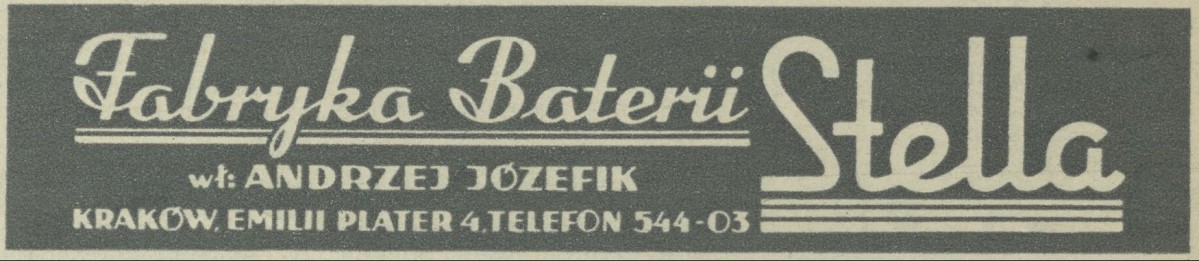 Fabryka Baterii Stella
wł: ANDRZEJ JÓZEFIK
KRAKÓW, EMILII PLATER 4, TELEFON 544-03